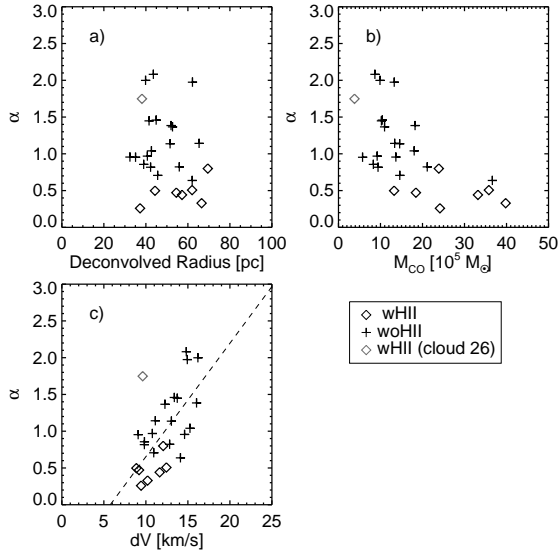 3.0
2.5
2.0
1.5
1.0
0.5
0.0
α
a)
0 20 40 60 80 100
Deconvolved Radius [pc]
3.0
2.5
2.0
1.5
1.0
0.5
0.0
α
b)
0 10 20 30 40 50
M_CO [10^5 M_⊙]
3.0
2.5
2.0
1.5
1.0
0.5
0.0
α
c)
0 5 10 15 20 25
dV [km/s]
wHII
woHII
wHII (cloud 26)